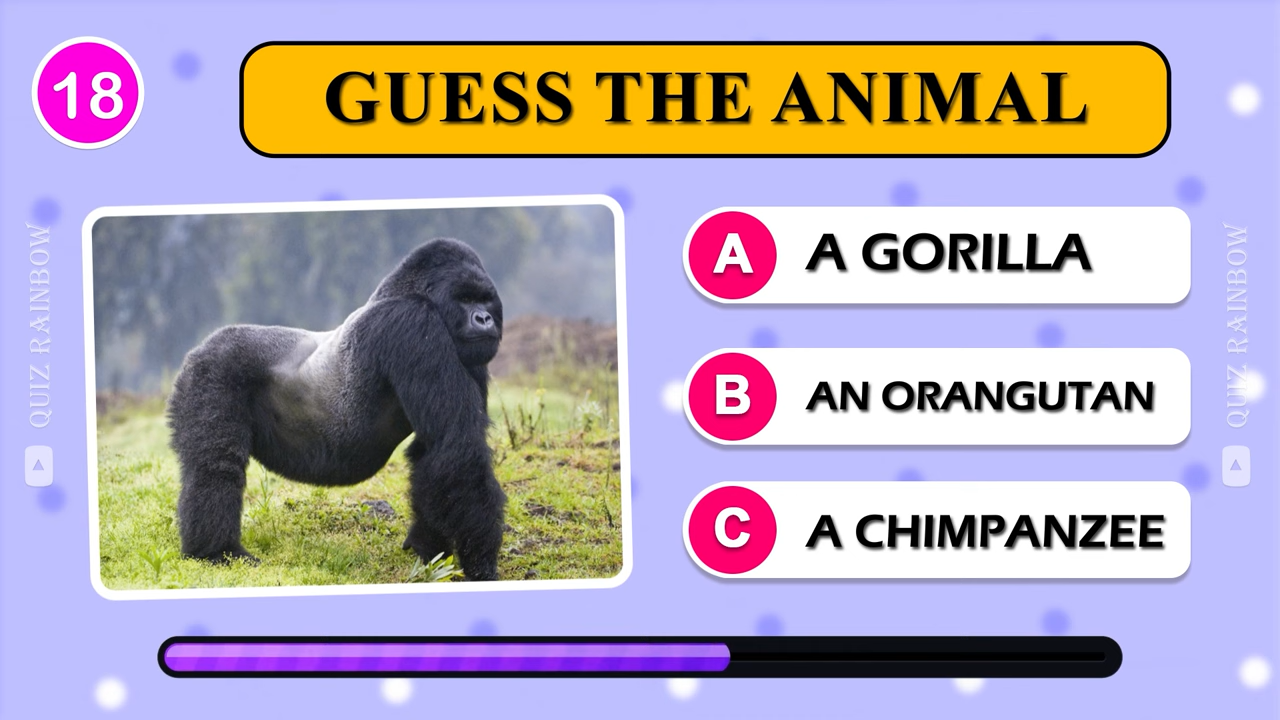 18
GUESS THE ANIMAL
QUIZ RAINBOW
A A GORILLA
B AN ORANGUTAN
C A CHIMPANZEE
QUIZ RAINBOW